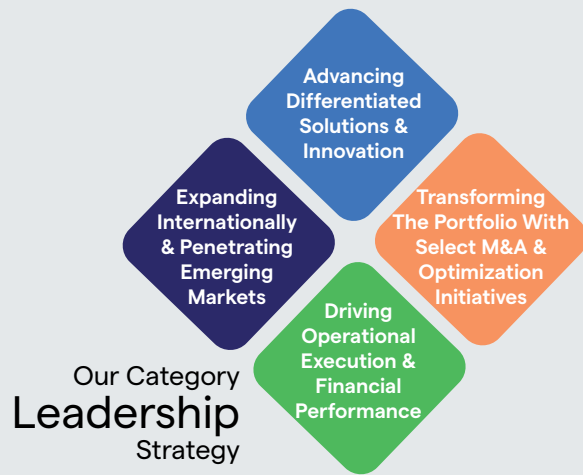 Advancing
Differentiated
Solutions &
Innovation
Expanding
Internationally
& Penetrating
Emerging
Markets
Transforming
The Portfolio With
Select M&A &
Optimization
Initiatives
Driving
Operational
Execution &
Financial
Performance
Our Category
Leadership
Strategy